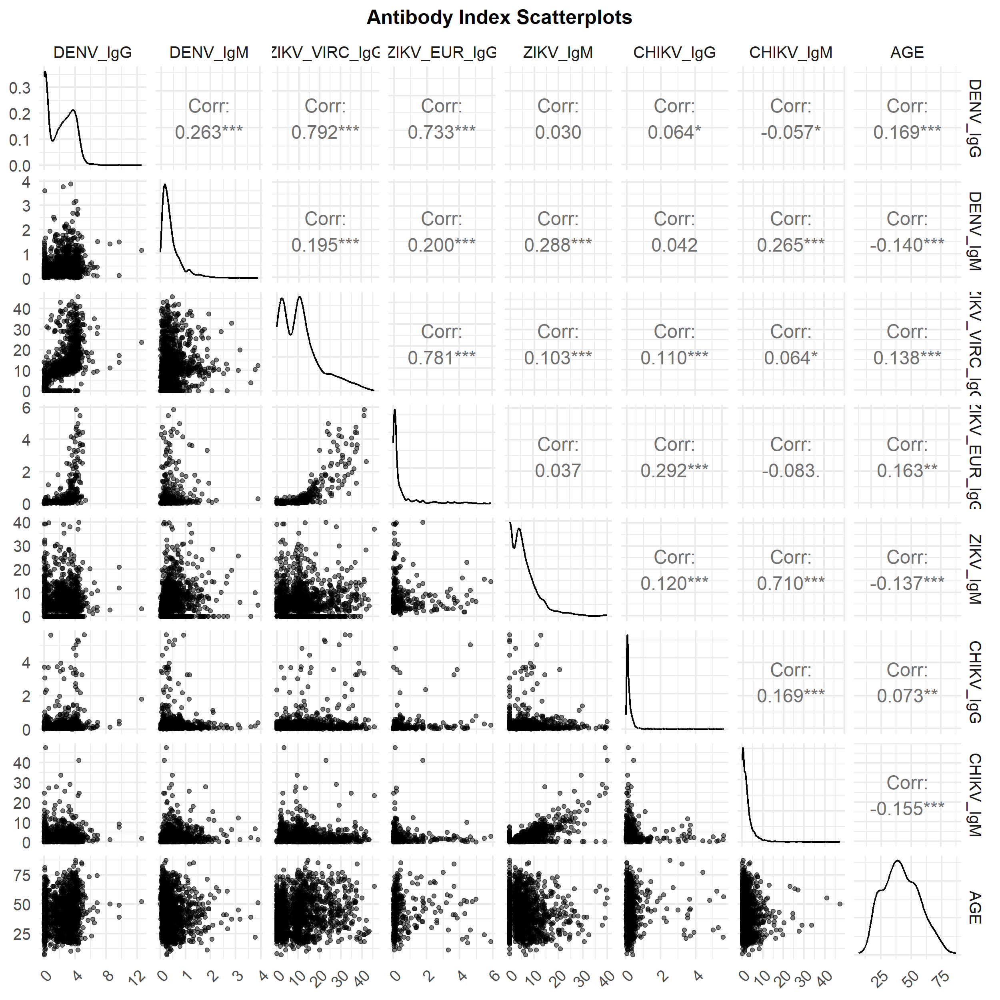 Antibody Index Scatterplots
DENV_IgG DENV_IgM ZIKV_VIRC_IgG ZIKV_EUR_IgG ZIKV_IgM CHIKV_IgG CHIKV_IgM AGE
0.3
0.2
0.1
0.0
Corr: Corr: Corr: Corr: Corr: Corr: Corr:
0.263*** 0.792*** 0.733*** 0.030 0.064* -0.057* 0.169***
DENV_IgG
4
3
2
1
0
Corr: Corr: Corr: Corr: Corr: Corr:
0.195*** 0.200*** 0.288*** 0.042 0.265*** -0.140***
DENV_IgM
40
30
20
10
0
Corr: Corr: Corr: Corr: Corr:
0.781*** 0.103*** 0.110*** 0.064* 0.138***
ZIKV_VIRC_IgG
6
4
2
0
Corr: Corr: Corr: Corr:
0.037 0.292*** -0.083. 0.163**
ZIKV_EUR_IgG
40
30
20
10
0
Corr: Corr: Corr:
0.120*** 0.710*** -0.137***
ZIKV_IgM
4
2
0
Corr: Corr:
0.169*** 0.073**
CHIKV_IgG
40
30
20
10
0
Corr:
-0.155***
CHIKV_IgM
75
50
25
AGE
0 4 8 12 0 1 2 3 4 0 10 20 30 40 0 2 4 6 0 10 20 30 40 0 2 4 0 10 20 30 40 25 50 75